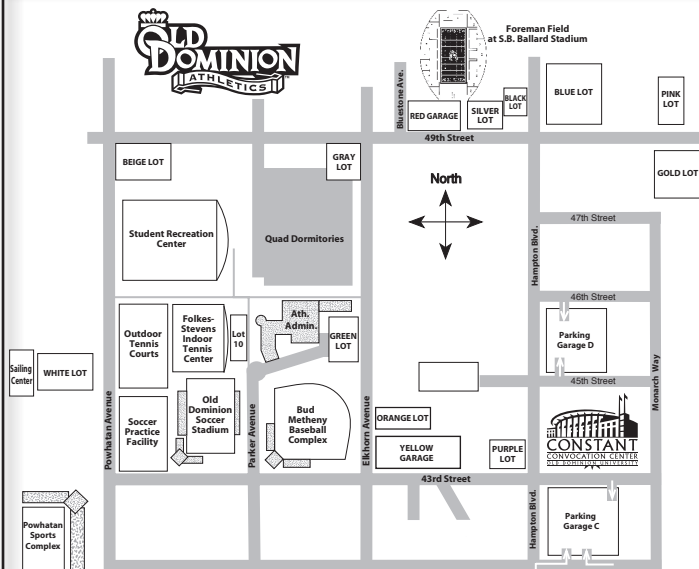 OLD
DOMINION
ATHLETICS
Foreman Field
at S.B. Ballard Stadium
Bluestone Ave.
RED GARAGE
SILVER
LOT
BLACK
LOT
BLUE LOT
PINK
LOT
49th Street
BEIGE LOT
GRAY
LOT
GOLD LOT
North
Student Recreation
Center
Quad Dormitories
47th Street
Hampton Blvd.
46th Street
Outdoor
Tennis
Courts
Folkes-
Stevens
Indoor
Tennis
Center
Lot
10
Ath.
Admin.
GREEN
LOT
Parking
Garage D
Sailing
Center
WHITE LOT
45th Street
Monarch Way
Powhatan Avenue
Soccer
Practice
Facility
Old
Dominion
Soccer
Stadium
Parker Avenue
Bud
Metheny
Baseball
Complex
Elkhorn Avenue
ORANGE LOT
YELLOW
GARAGE
PURPLE
LOT
CONSTANT
CONVOCATION CENTER
OLD DOMINION UNIVERSITY
43rd Street
Powhatan
Sports
Complex
Hampton Blvd.
Parking
Garage C